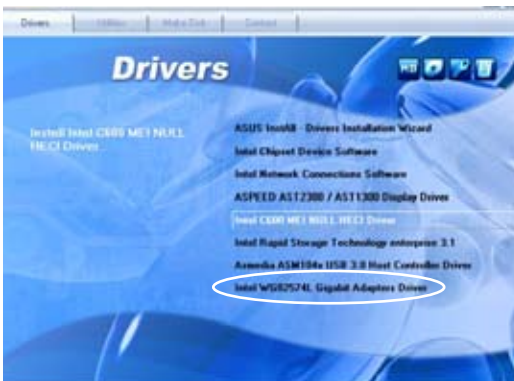 Drivers Utilities Make Disk Contact
Drivers
Install Intel C600 MEI NULL
HECI Driver.
ASUS InstAll - Drivers Installation Wizard
Intel Chipset Device Software
Intel Network Connections Software
ASPEED AST2300 / AST1300 Display Driver
Intel C600 MEI NULL HECI Driver
Intel Rapid Storage Technology enterprise 3.1
Asmedia ASM104x USB 3.0 Host Controller Driver
Intel WG82574L Gigabit Adapters Driver